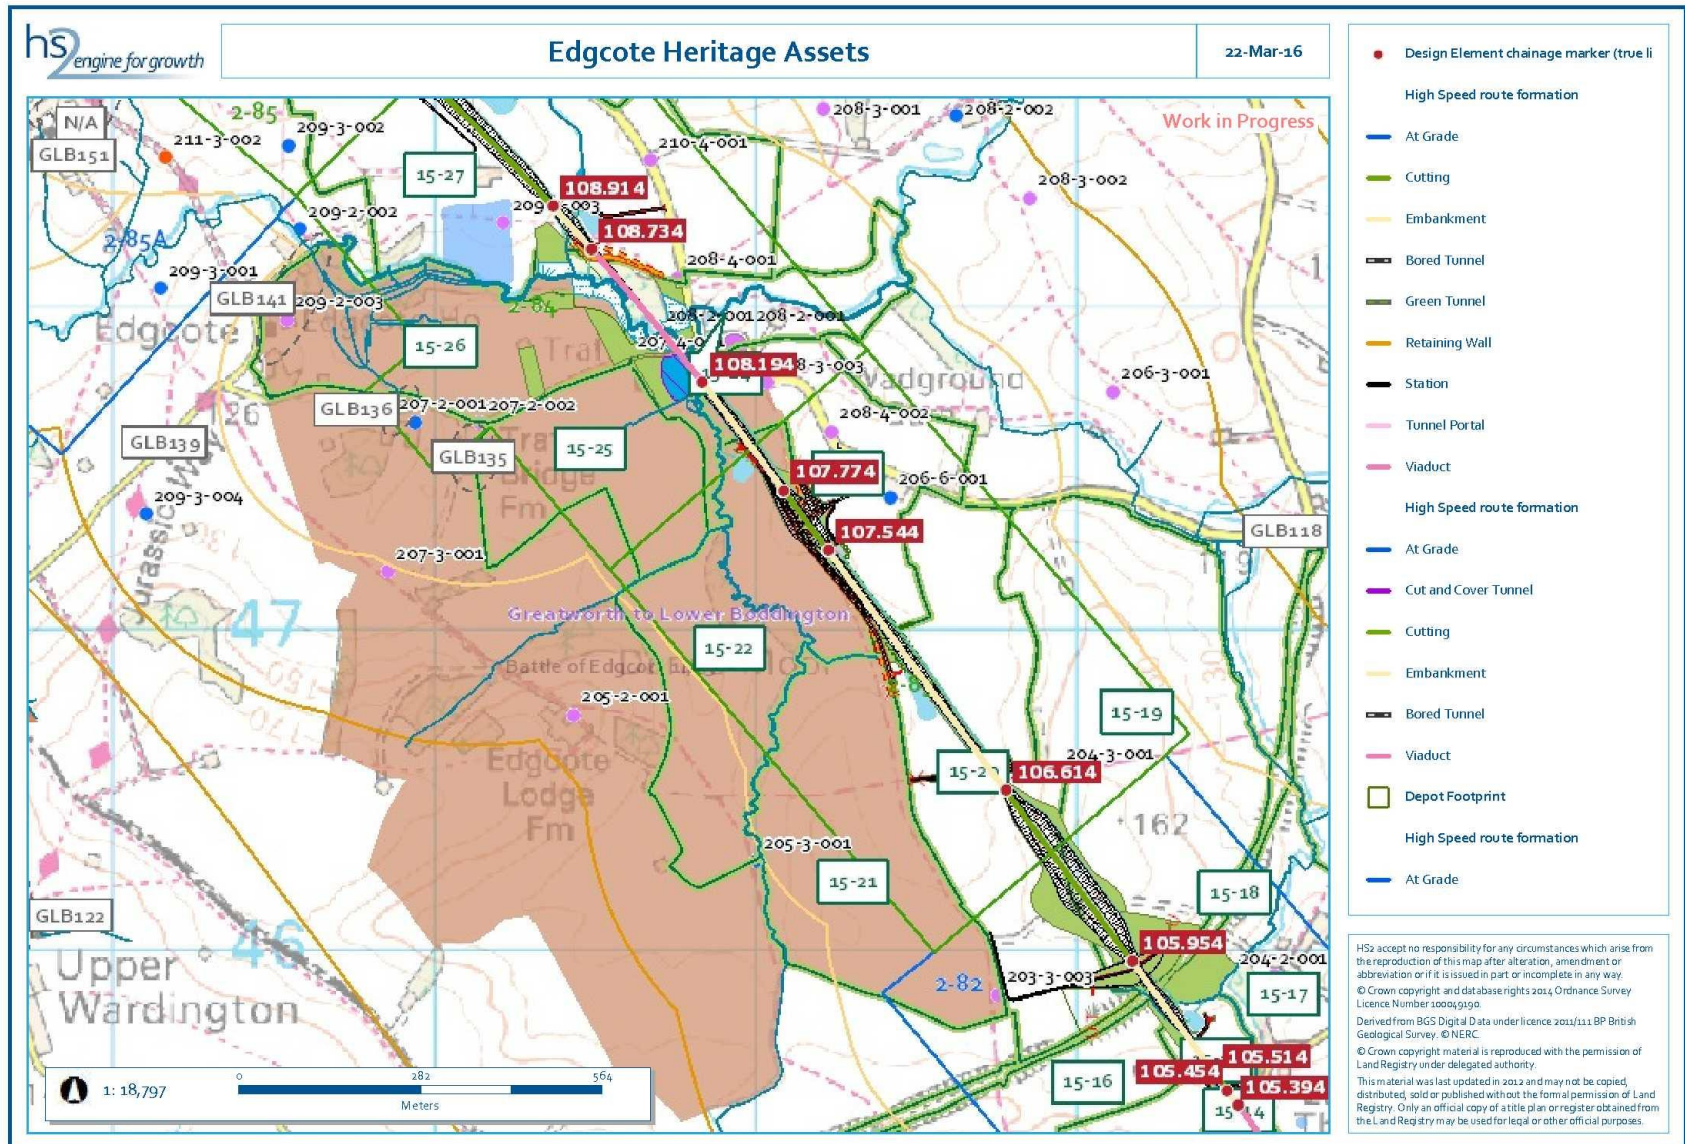 hs2 engine for growth
Edgcote Heritage Assets
22-Mar-16
Work in Progress
N/A
GLB151
2-85
211-3-002
209-3-002
208-3-001
208-2-002
210-4-001
15-27
108.914
108.734
208-3-002
209-2-002
2-85A
209-3-001
208-4-001
GLB141
209-2-003
2-84
208-2-001
208-2-001
Edgcote
15-26
108.194
8-3-003
Wadground
206-3-001
GLB136
207-2-001
207-2-002
126
208-4-002
GLB139
GLB135
15-25
Bridge
Fm
107.774
206-6-001
209-3-004
107.544
GLB118
Jurassic Way
207-3-001
119
47
Greatworth to Lower Boddington
15-22
Battle of Edgcot
205-2-001
15-19
Edgcote
Lodge
Fm
204-3-001
106.614
162
205-3-001
15-21
15-18
GLB122
46
Upper
Wardington
105.954
204-2-001
203-3-003
2-82
15-17
105.514
105.454
105.394
15-16
1: 18,797
0
282
564
Meters
Design Element chainage marker (true li
High Speed route formation
At Grade
Cutting
Embankment
Bored Tunnel
Green Tunnel
Retaining Wall
Station
Tunnel Portal
Viaduct
High Speed route formation
At Grade
Cut and Cover Tunnel
Cutting
Embankment
Bored Tunnel
Viaduct
Depot Footprint
High Speed route formation
At Grade
HS2 accept no responsibility for any circumstances which arise from
the reproduction of this map after alteration, amendment or
abbreviation or if it is issued in part or incomplete in any way.
© Crown copyright and database rights 2014 Ordnance Survey
Licence Number 100049190.
Derived from BGS Digital Data under licence 2011/111 BP British
Geological Survey. © NERC.
© Crown copyright material is reproduced with the permission of
Land Registry under delegated authority.
This material was last updated in 2012 and may not be copied,
distributed, sold or published without the formal permission of Land
Registry. Only an official copy of a title plan or register obtained from
the Land Registry may be used for legal or other official purposes.